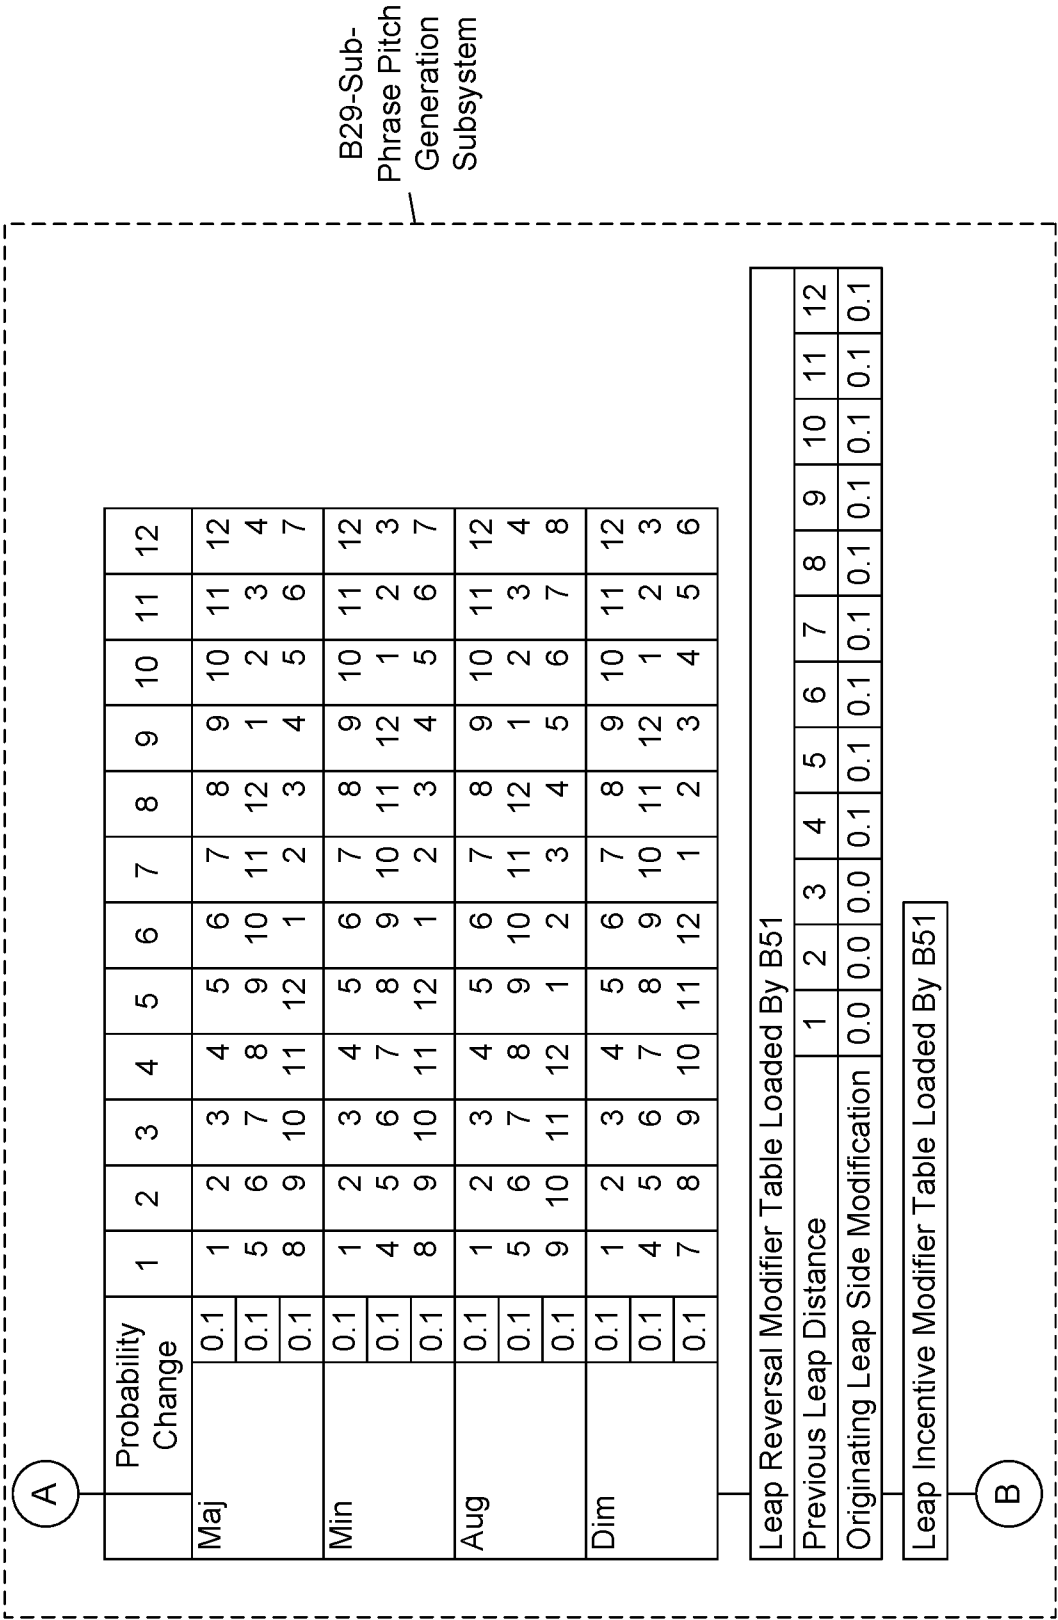 A
B29-Sub-
Phrase Pitch
Generation
Subsystem
Probability Change 1 2 3 4 5 6 7 8 9 10 11 12
Maj 0.1 1 2 3 4 5 6 7 8 9 10 11 12
0.1 5 6 7 8 9 10 11 12 1 2 3 4
0.1 8 9 10 11 12 1 2 3 4 5 6 7
Min 0.1 1 2 3 4 5 6 7 8 9 10 11 12
0.1 4 5 6 7 8 9 10 11 12 1 2 3
0.1 8 9 10 11 12 1 2 3 4 5 6 7
Aug 0.1 1 2 3 4 5 6 7 8 9 10 11 12
0.1 5 6 7 8 9 10 11 12 1 2 3 4
0.1 9 10 11 12 1 2 3 4 5 6 7 8
Dim 0.1 1 2 3 4 5 6 7 8 9 10 11 12
0.1 4 5 6 7 8 9 10 11 12 1 2 3
0.1 7 8 9 10 11 12 1 2 3 4 5 6
Leap Reversal Modifier Table Loaded By B51
Previous Leap Distance 1 2 3 4 5 6 7 8 9 10 11 12
Originating Leap Side Modification 0.0 0.0 0.0 0.1 0.1 0.1 0.1 0.1 0.1 0.1 0.1 0.1
Leap Incentive Modifier Table Loaded By B51
B